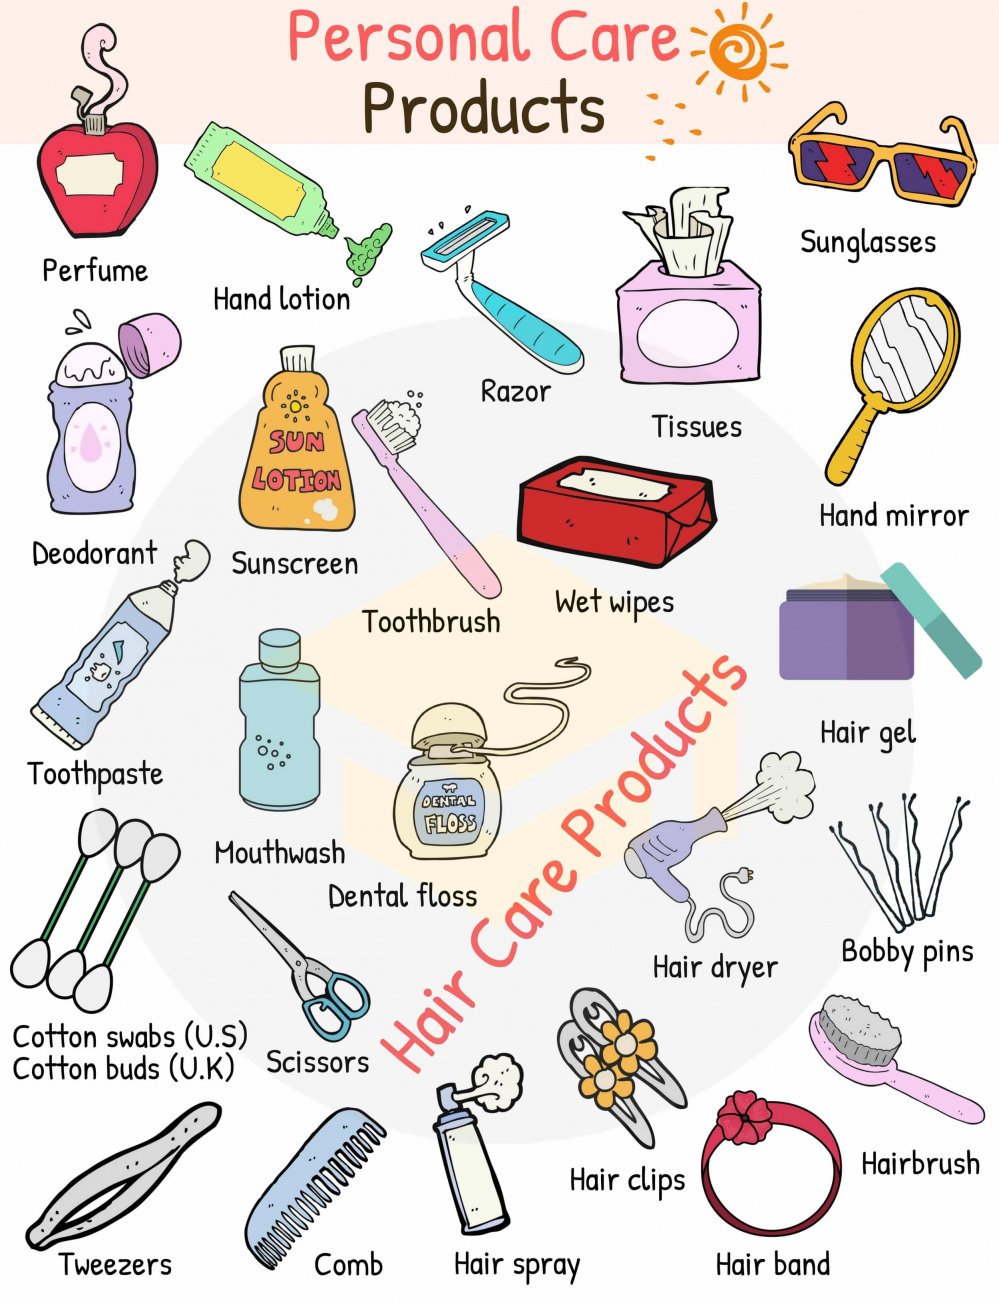 Personal Care
Products
Perfume
Hand lotion
Razor
Tissues
Sunglasses
Hand mirror
Deodorant
SUN
LOTION
Sunscreen
Toothbrush
Wet wipes
Toothpaste
Mouthwash
DENTAL
FLOSS
Dental floss
Hair Care Products
Hair gel
Hair dryer
Bobby pins
Cotton swabs (U.S)
Cotton buds (U.K)
Scissors
Hair clips
Hairbrush
Tweezers
Comb
Hair spray
Hair band